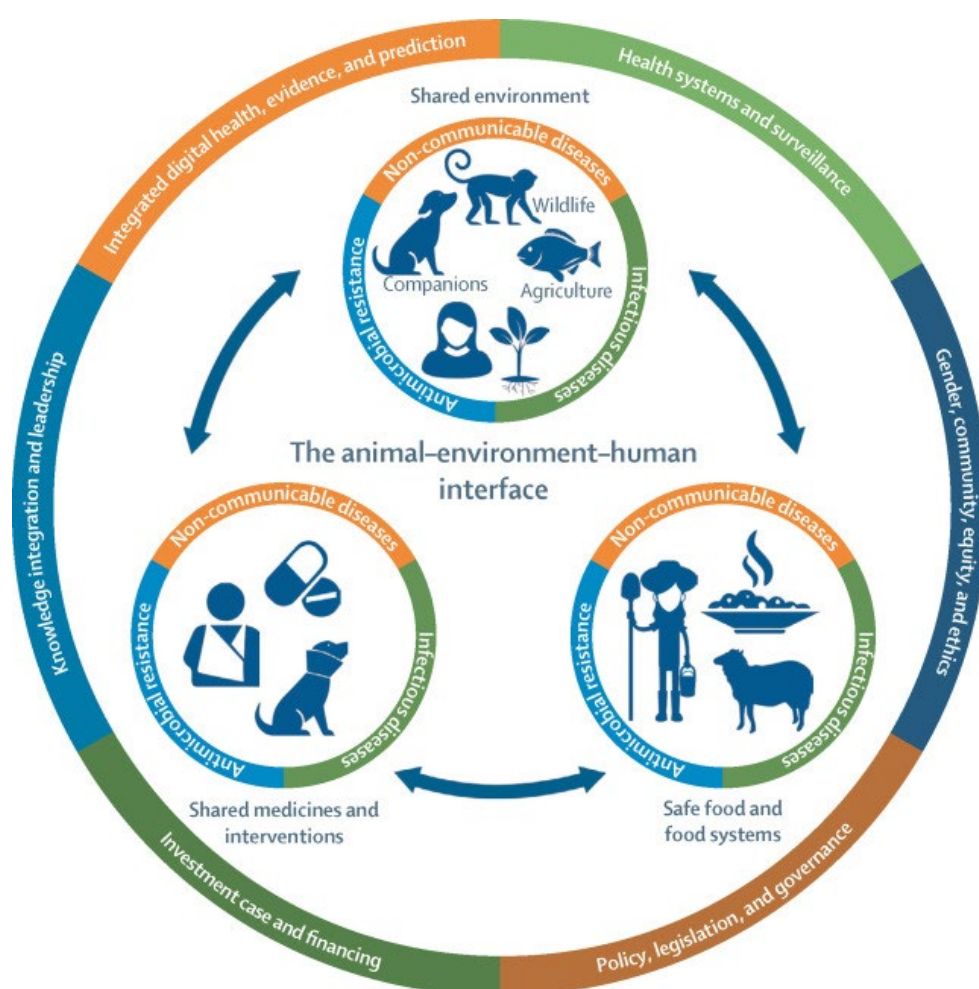 Integrated digital health, evidence, and prediction
Health systems and surveillance
Shared environment
Non-communicable diseases
Wildlife
Companions
Agriculture
Antimicrobial resistance
Infectious diseases
Knowledge integration and leadership
Gender, community, equity, and ethics
The animal–environment–human
interface
Non-communicable diseases
Antimicrobial resistance
Infectious diseases
Shared medicines and
interventions
Non-communicable diseases
Antimicrobial resistance
Infectious diseases
Safe food and
food systems
Investment case and financing
Policy, legislation, and governance